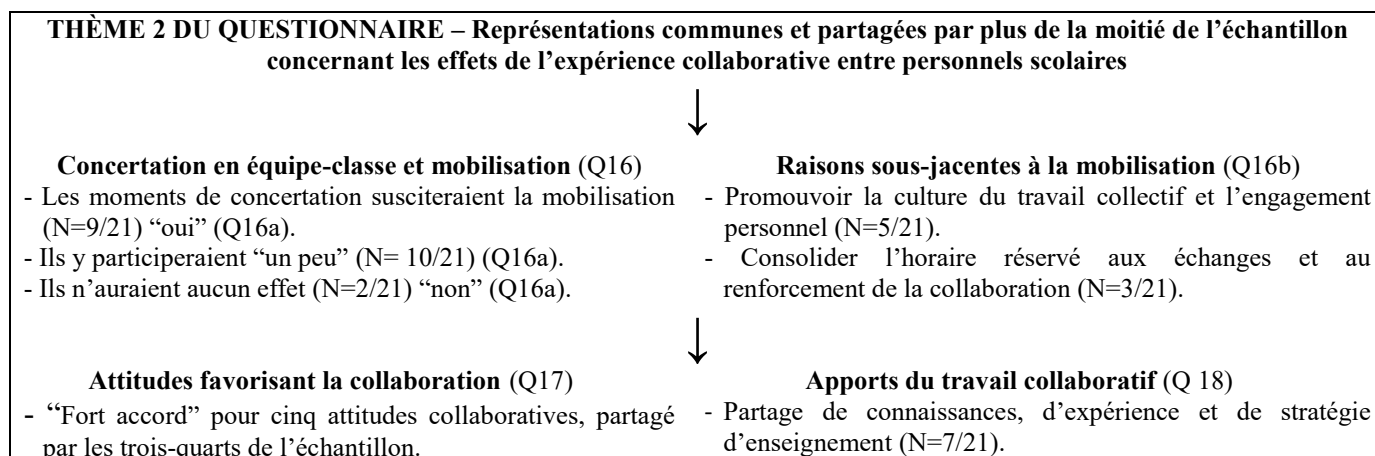 THÈME 2 DU QUESTIONNAIRE – Représentations communes et partagées par plus de la moitié de l’échantillon
concernant les effets de l’expérience collaborative entre personnels scolaires
Concertation en équipe-classe et mobilisation (Q16)
- Les moments de concertation susciteraient la mobilisation
(N=9/21) “oui” (Q16a).
- Ils y participeraient “un peu” (N= 10/21) (Q16a).
- Ils n’auraient aucun effet (N=2/21) “non” (Q16a).
Raisons sous-jacentes à la mobilisation (Q16b)
- Promouvoir la culture du travail collectif et l’engagement
personnel (N=5/21).
- Consolider l’horaire réservé aux échanges et au
renforcement de la collaboration (N=3/21).
Attitudes favorisant la collaboration (Q17)
- “Fort accord” pour cinq attitudes collaboratives, partagé
par les trois-quarts de l’échantillon.
Apports du travail collaboratif (Q 18)
- Partage de connaissances, d’expérience et de stratégie
d’enseignement (N=7/21).